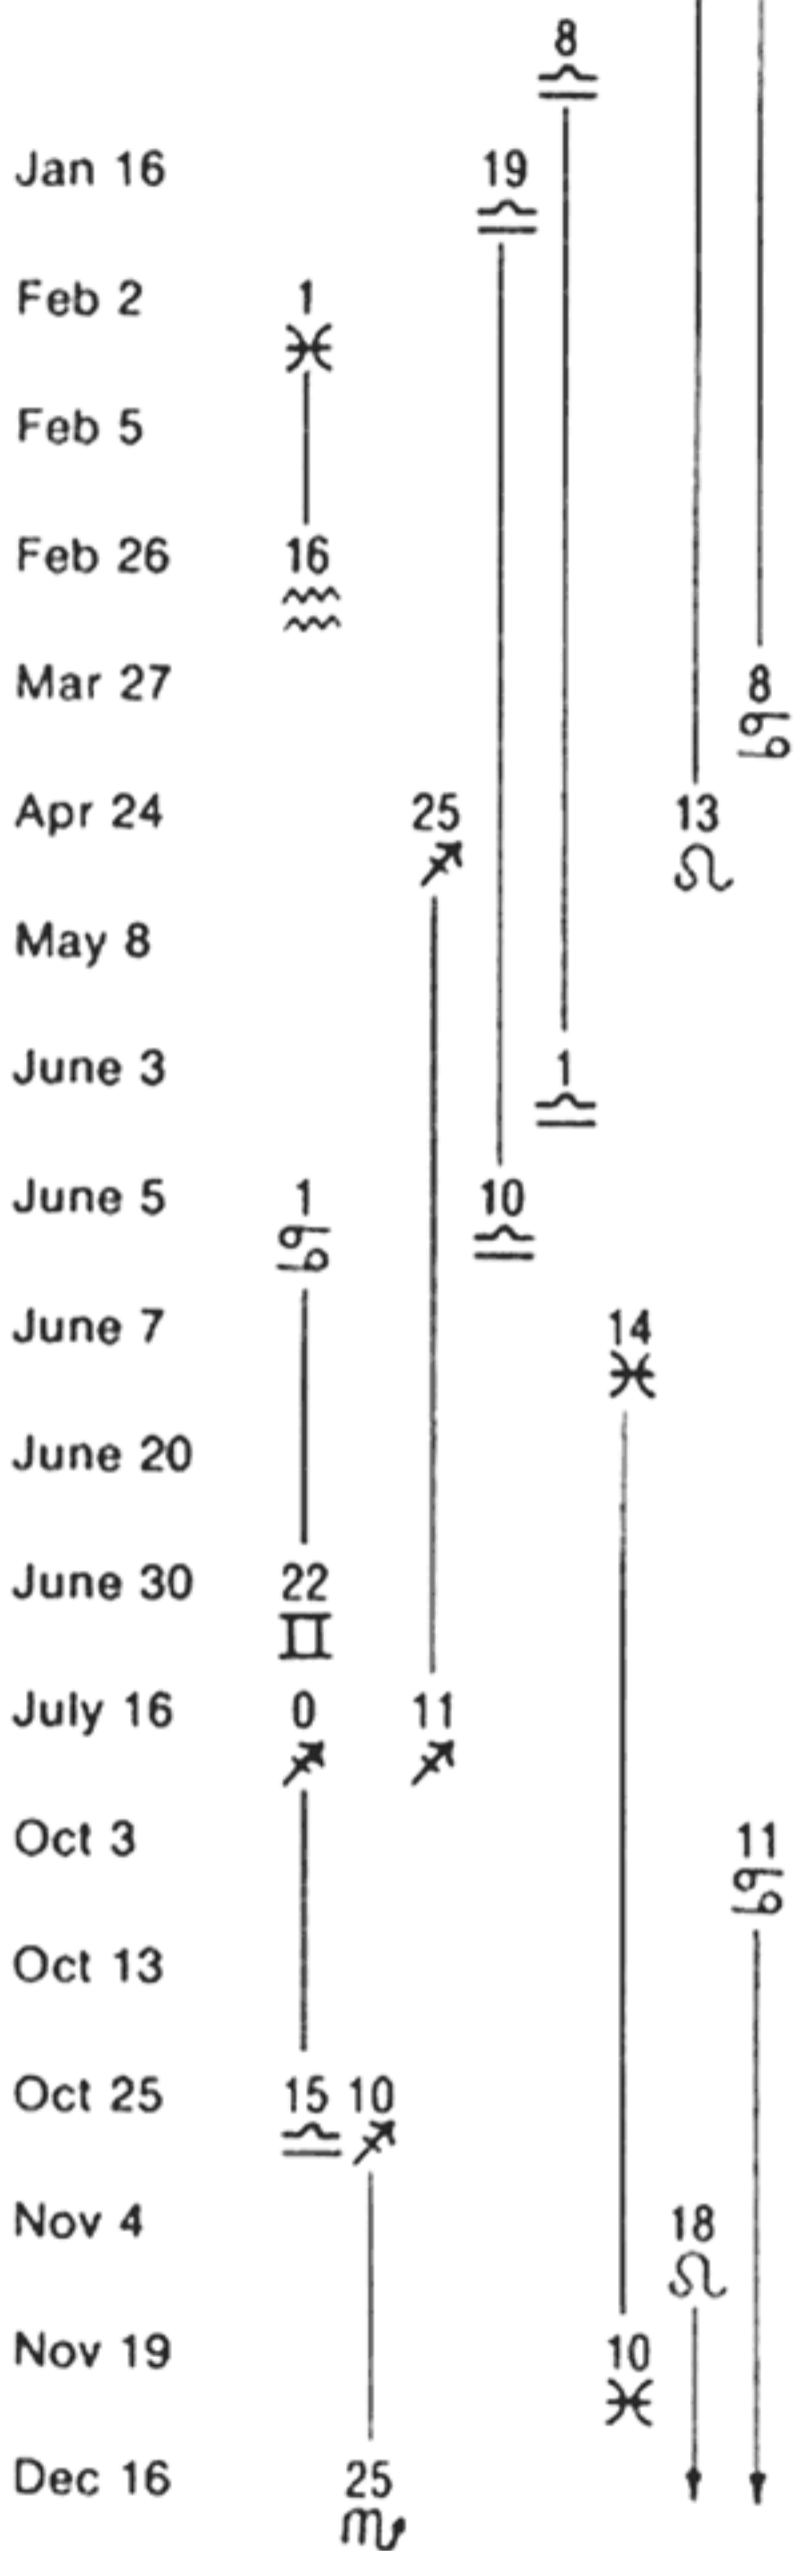 8
♎
Jan 16 19
♎
Feb 2 1
♓
Feb 5
Feb 26 16
♒
Mar 27 8
♋
Apr 24 25 13
♐ ♌
May 8
June 3 1
♎
June 5 1 10
♋ ♎
June 7 14
♓
June 20
June 30 22
♊
July 16 0 11
♐ ♐
Oct 3 11
♋
Oct 13
Oct 25 15 10
♎ ♐
Nov 4 18
♌
Nov 19 10
♓
Dec 16 25
♏